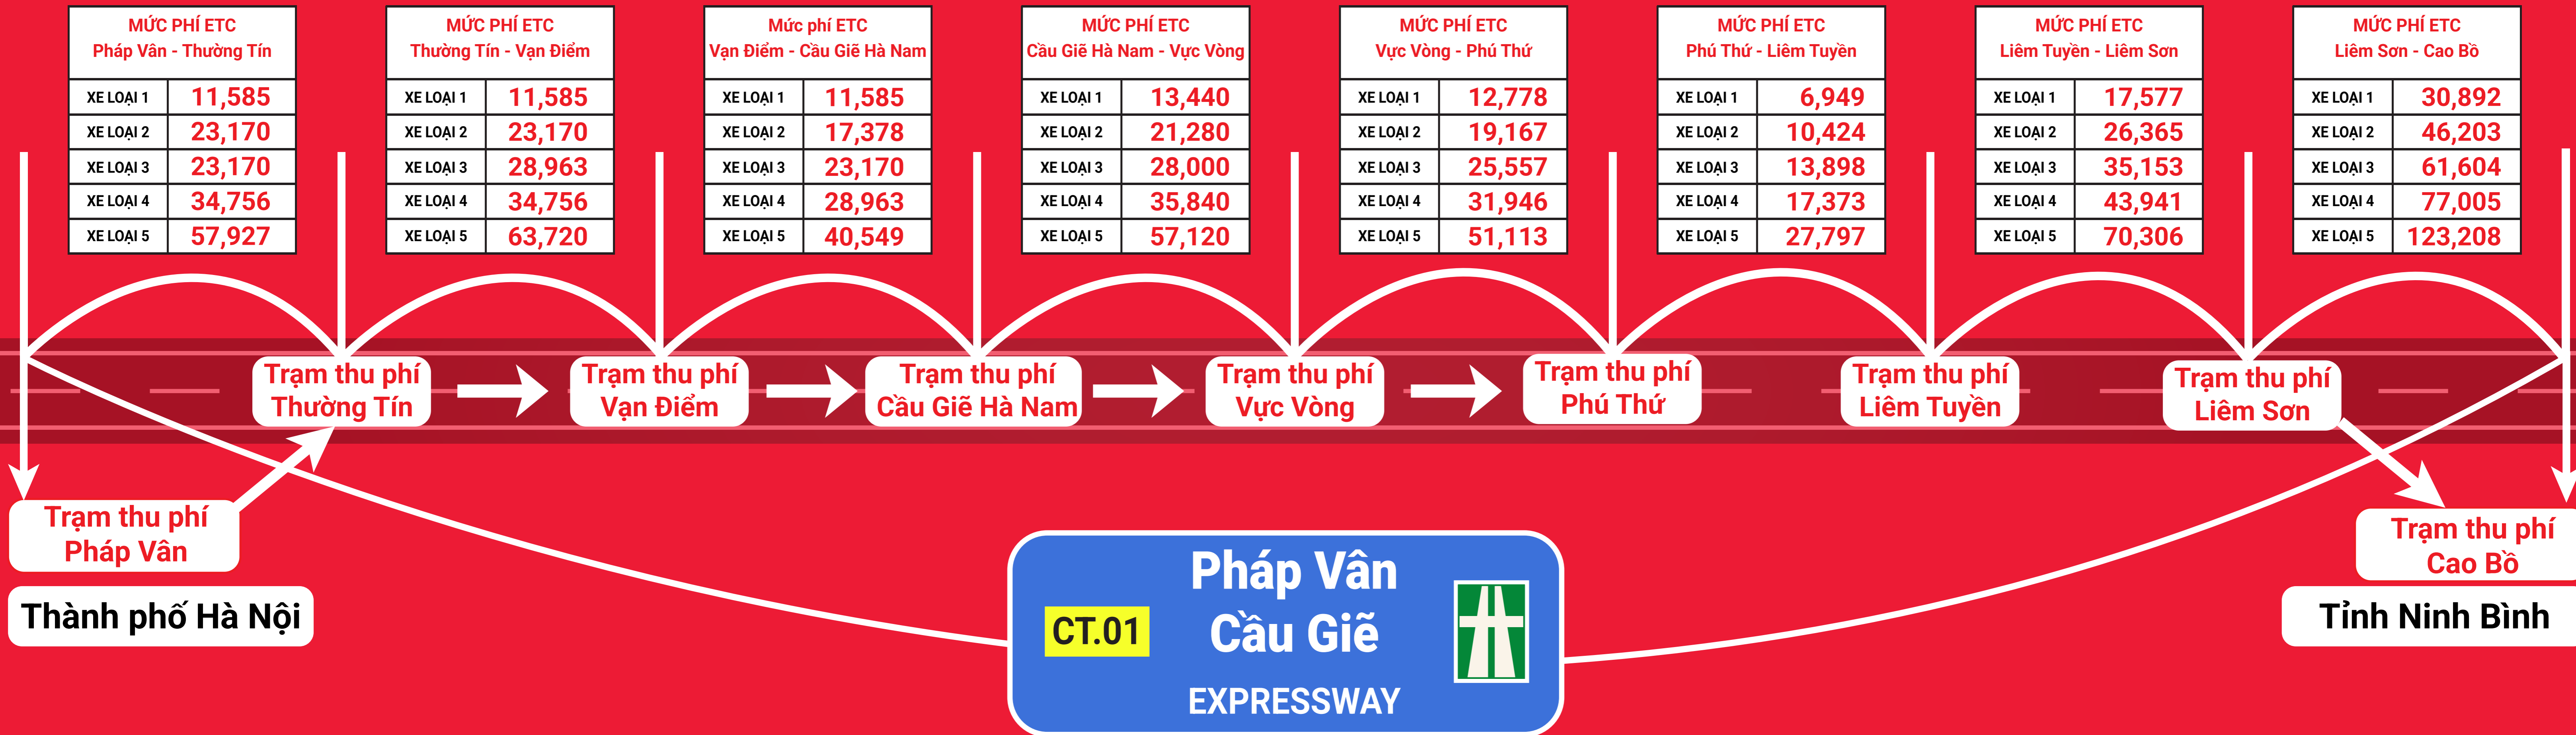 MỨC PHÍ ETC
Pháp Vân - Thường Tín
XE LOẠI 1 11,585
XE LOẠI 2 23,170
XE LOẠI 3 23,170
XE LOẠI 4 34,756
XE LOẠI 5 57,927
MỨC PHÍ ETC
Thường Tín - Vạn Điểm
XE LOẠI 1 11,585
XE LOẠI 2 23,170
XE LOẠI 3 28,963
XE LOẠI 4 34,756
XE LOẠI 5 63,720
Mức phí ETC
Vạn Điểm - Cầu Giẽ Hà Nam
XE LOẠI 1 11,585
XE LOẠI 2 17,378
XE LOẠI 3 23,170
XE LOẠI 4 28,963
XE LOẠI 5 40,549
MỨC PHÍ ETC
Cầu Giẽ Hà Nam - Vực Vòng
XE LOẠI 1 13,440
XE LOẠI 2 21,280
XE LOẠI 3 28,000
XE LOẠI 4 35,840
XE LOẠI 5 57,120
MỨC PHÍ ETC
Vực Vòng - Phú Thứ
XE LOẠI 1 12,778
XE LOẠI 2 19,167
XE LOẠI 3 25,557
XE LOẠI 4 31,946
XE LOẠI 5 51,113
MỨC PHÍ ETC
Phú Thứ - Liêm Tuyền
XE LOẠI 1 6,949
XE LOẠI 2 10,424
XE LOẠI 3 13,898
XE LOẠI 4 17,373
XE LOẠI 5 27,797
MỨC PHÍ ETC
Liêm Tuyền - Liêm Sơn
XE LOẠI 1 17,577
XE LOẠI 2 26,365
XE LOẠI 3 35,153
XE LOẠI 4 43,941
XE LOẠI 5 70,306
MỨC PHÍ ETC
Liêm Sơn - Cao Bồ
XE LOẠI 1 30,892
XE LOẠI 2 46,203
XE LOẠI 3 61,604
XE LOẠI 4 77,005
XE LOẠI 5 123,208
Trạm thu phí
Thường Tín
Trạm thu phí
Vạn Điểm
Trạm thu phí
Cầu Giẽ Hà Nam
Trạm thu phí
Vực Vòng
Trạm thu phí
Phú Thứ
Trạm thu phí
Liêm Tuyền
Trạm thu phí
Liêm Sơn
Trạm thu phí
Pháp Vân
Thành phố Hà Nội
CT.01
Pháp Vân
Cầu Giẽ
EXPRESSWAY
Trạm thu phí
Cao Bồ
Tỉnh Ninh Bình